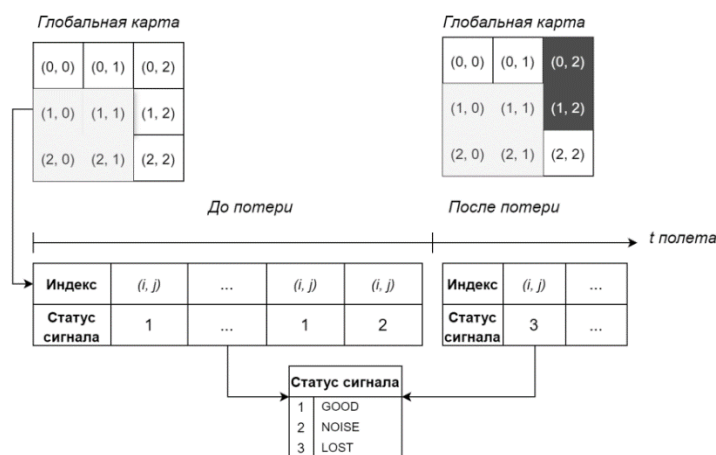 Глобальная карта
Глобальная карта
(0, 0) (0, 1) (0, 2)
(1, 0) (1, 1) (1, 2)
(2, 0) (2, 1) (2, 2)
(0, 0) (0, 1) (0, 2)
(1, 0) (1, 1) (1, 2)
(2, 0) (2, 1) (2, 2)
До потери
После потери
t полета
Индекс (i, j) ... (i, j) (i, j)
Статус
сигнала 1 ... 1 2
Индекс (i, j) ...
Статус
сигнала 3 ...
Статус сигнала
1 GOOD
2 NOISE
3 LOST